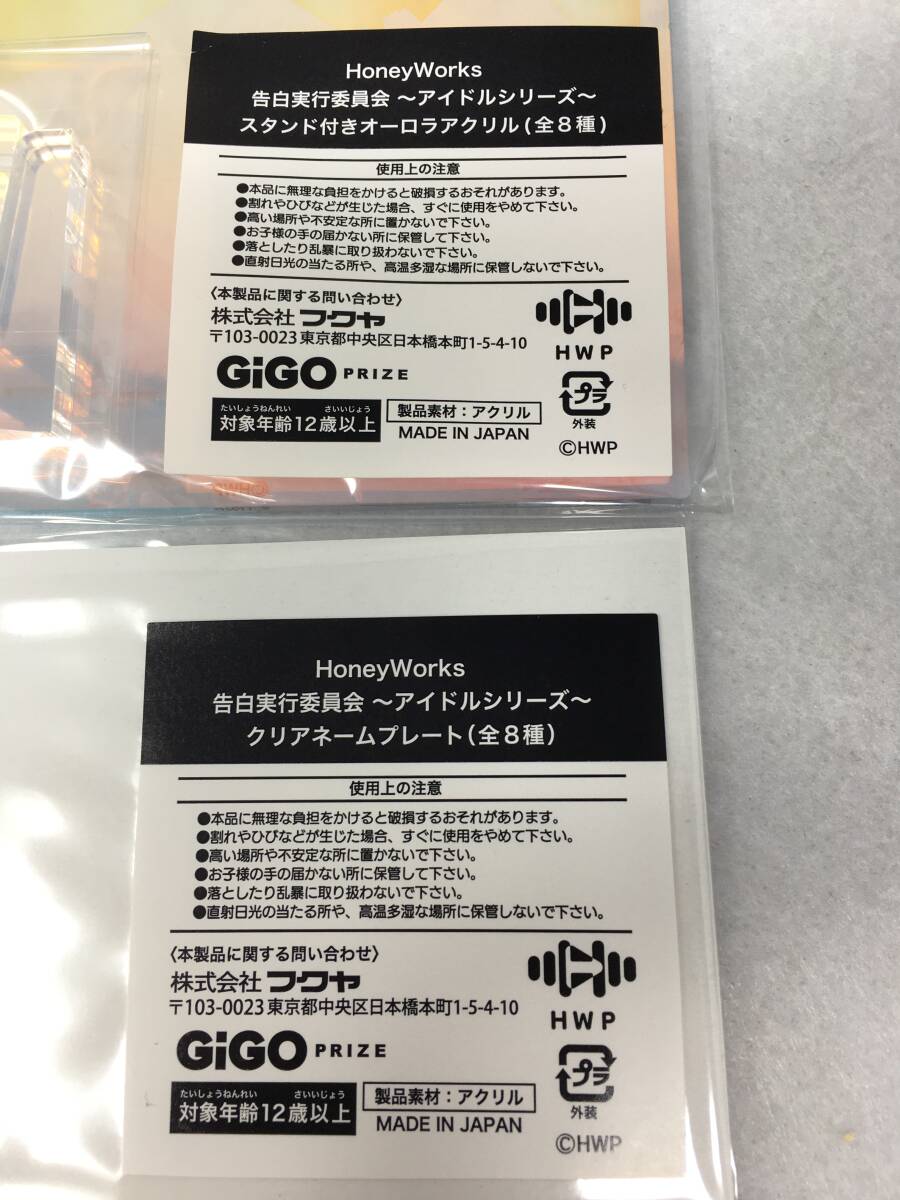 HoneyWorks
告白実行委員会 ～アイドルシリーズ～
スタンド付きオーロラアクリル(全8種)
使用上の注意
●本品に無理な負担をかけると破損するおそれがあります。
●割れやひびなどが生じた場合、すぐに使用をやめて下さい。
●高い場所や不安定な所に置かないで下さい。
●お子様の手の届かない所に保管して下さい。
●落としたり乱暴に取り扱わないで下さい。
●直射日光の当たる所や、高温多湿な場所に保管しないで下さい。
〈本製品に関する問い合わせ〉
株式会社 フクヤ
〒103-0023 東京都中央区日本橋本町1-5-4-10
HWP
GiGO PRIZE
プラ
外装
たいしょうねんれい さいいじょう
対象年齢12歳以上
製品素材：アクリル
MADE IN JAPAN
©HWP
©HWP
HoneyWorks
告白実行委員会 ～アイドルシリーズ～
クリアネームプレート(全8種)
使用上の注意
●本品に無理な負担をかけると破損するおそれがあります。
●割れやひびなどが生じた場合、すぐに使用をやめて下さい。
●高い場所や不安定な所に置かないで下さい。
●お子様の手の届かない所に保管して下さい。
●落としたり乱暴に取り扱わないで下さい。
●直射日光の当たる所や、高温多湿な場所に保管しないで下さい。
〈本製品に関する問い合わせ〉
株式会社 フクヤ
〒103-0023 東京都中央区日本橋本町1-5-4-10
HWP
GiGO PRIZE
プラ
外装
たいしょうねんれい さいいじょう
対象年齢12歳以上
製品素材：アクリル
MADE IN JAPAN
©HWP